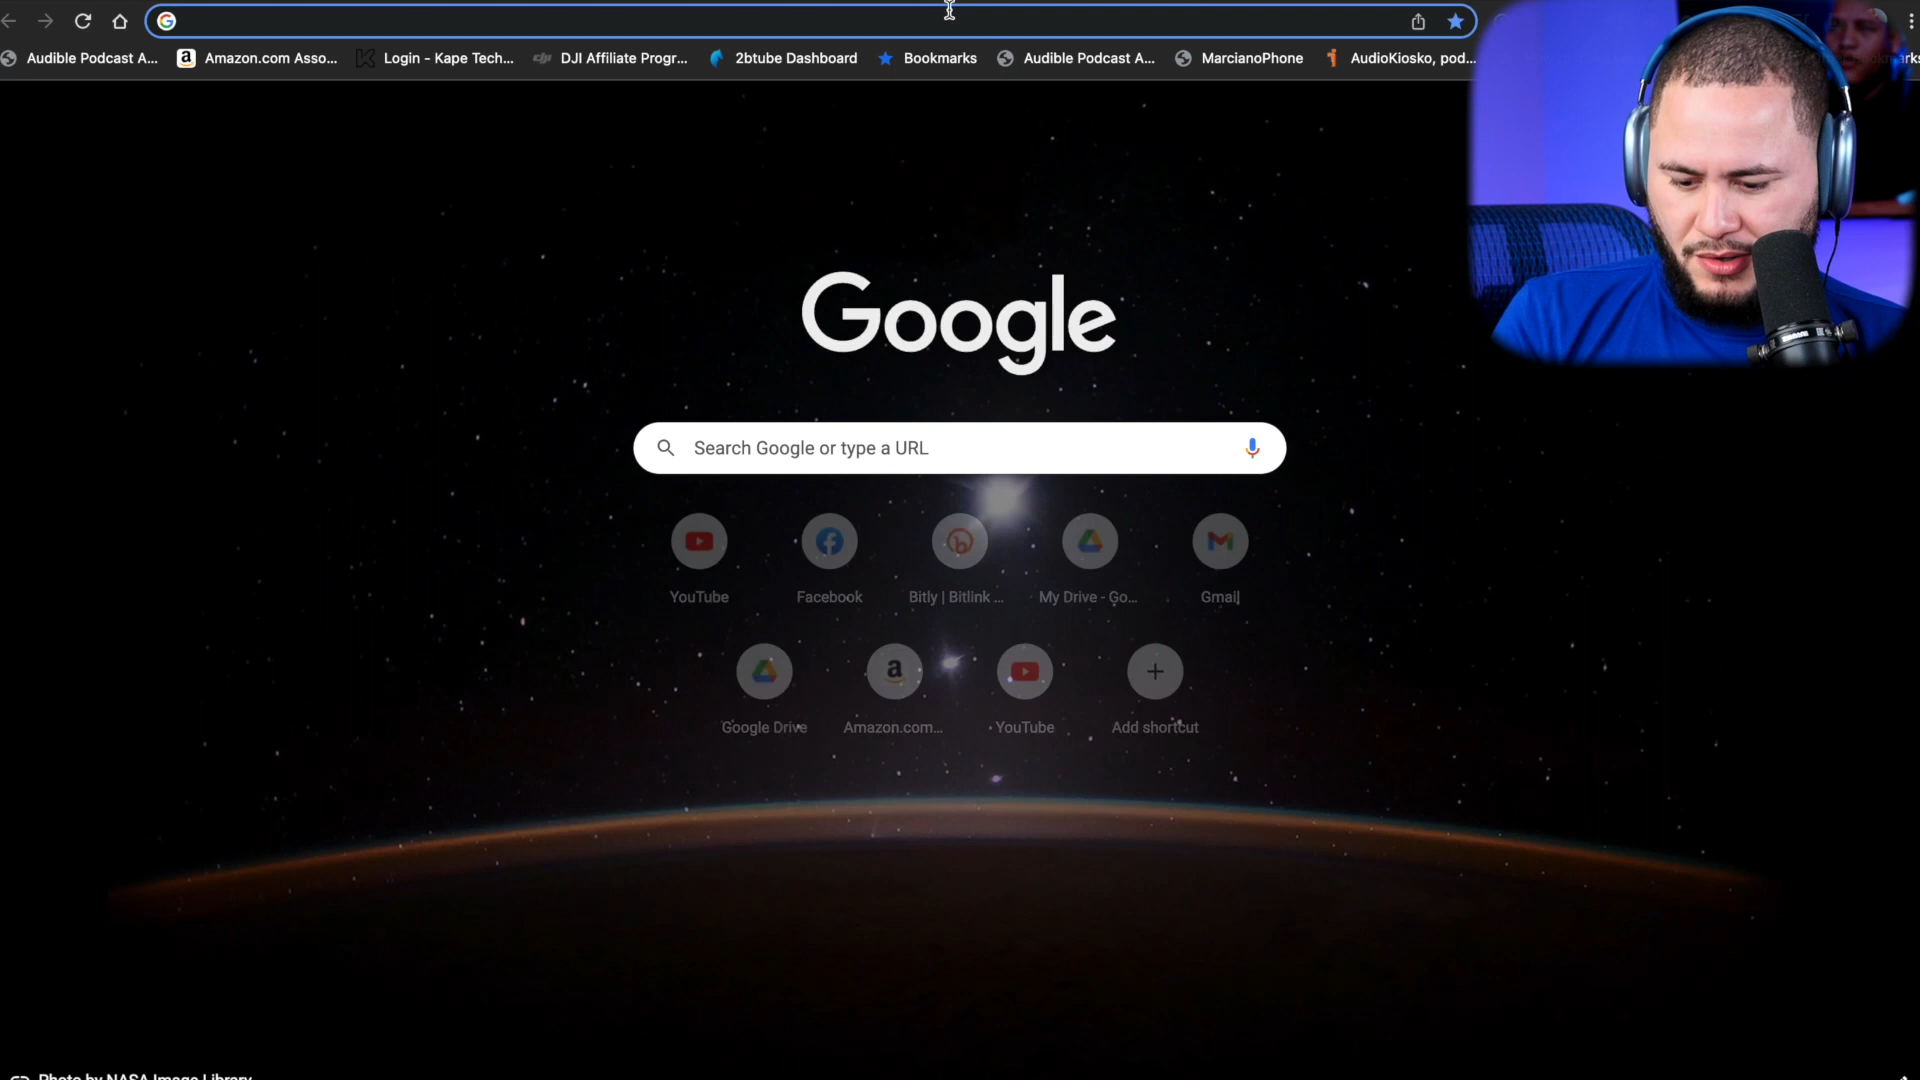 Audible Podcast A... Amazon.com Asso... Login - Kape Tech... DJI Affiliate Progr... 2btube Dashboard Bookmarks Audible Podcast A... MarcianoPhone AudioKiosko, pod...
Google
Search Google or type a URL
YouTube Facebook Bitly | Bitlink ... My Drive - Go... Gmail
Google Drive Amazon.com... YouTube Add shortcut
Photo by NASA Image Library